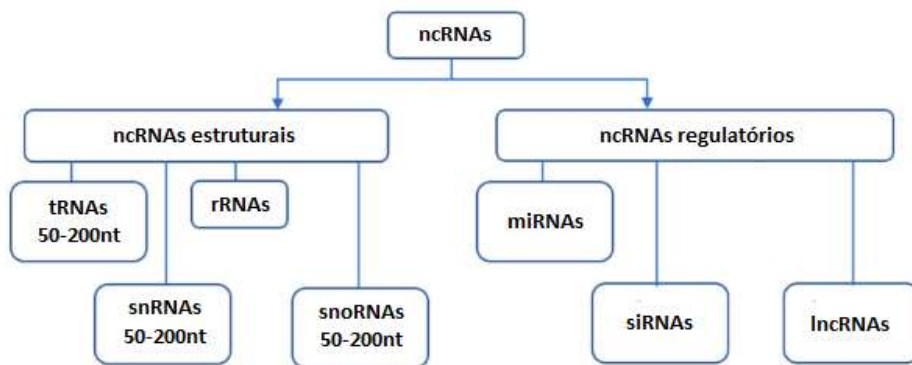 ncRNAs
ncRNAs estruturais
ncRNAs regulatórios
tRNAs
50-200nt
rRNAs
miRNAs
snRNAs
50-200nt
snoRNAs
50-200nt
siRNAs
lncRNAs